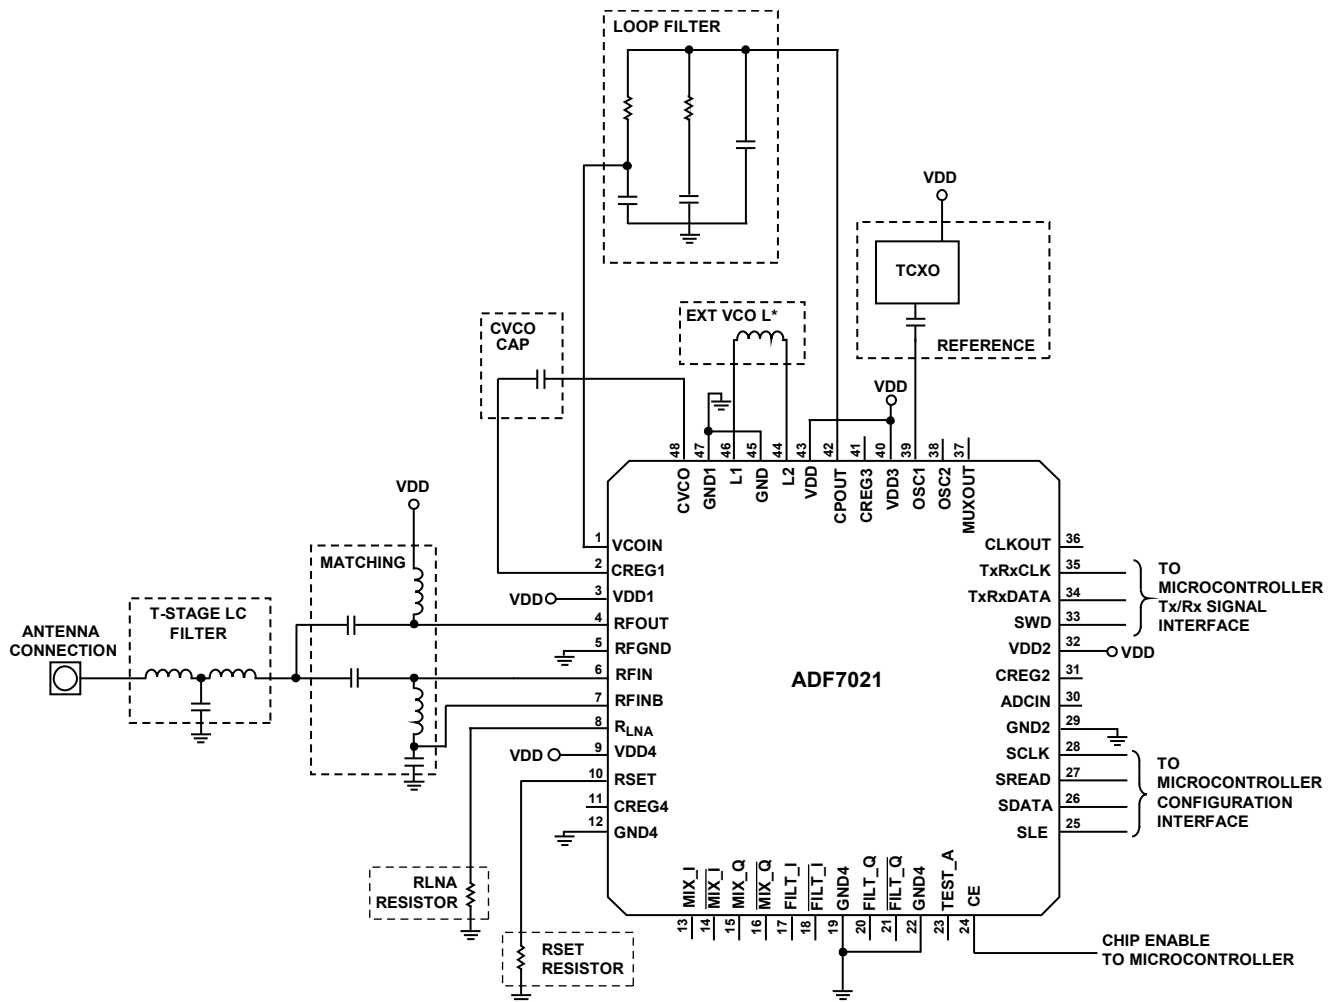 LOOP FILTER
VDD
TCXO
REFERENCE
EXT VCO L*
CVCO
CAP
VDD
48
47
46
45
44
43
42
41
40
39
38
37
CVCO
GND1
L1
GND
L2
VDD
CPOUT
CREG3
VDD3
OSC1
OSC2
MUXOUT
VDD
MATCHING
T-STAGE LC
FILTER
ANTENNA
CONNECTION
1 VCOIN
2 CREG1
VDD 3 VDD1
4 RFOUT
5 RFGND
6 RFIN
7 RFINB
8 RLNA
VDD 9 VDD4
10 RSET
11 CREG4
12 GND4
ADF7021
CLKOUT 36
TxRxCLK 35
TxRxDATA 34
SWD 33
VDD2 32 VDD
CREG2 31
ADCIN 30
GND2 29
SCLK 28
SREAD 27
SDATA 26
SLE 25
TO
MICROCONTROLLER
Tx/Rx SIGNAL
INTERFACE
TO
MICROCONTROLLER
CONFIGURATION
INTERFACE
RLNA
RESISTOR
RSET
RESISTOR
MIX_I
MIX_I
MIX_Q
MIX_Q
FILT_I
FILT_I
GND4
FILT_Q
FILT_Q
GND4
TEST_A
CE
13
14
15
16
17
18
19
20
21
22
23
24
CHIP ENABLE
TO MICROCONTROLLER